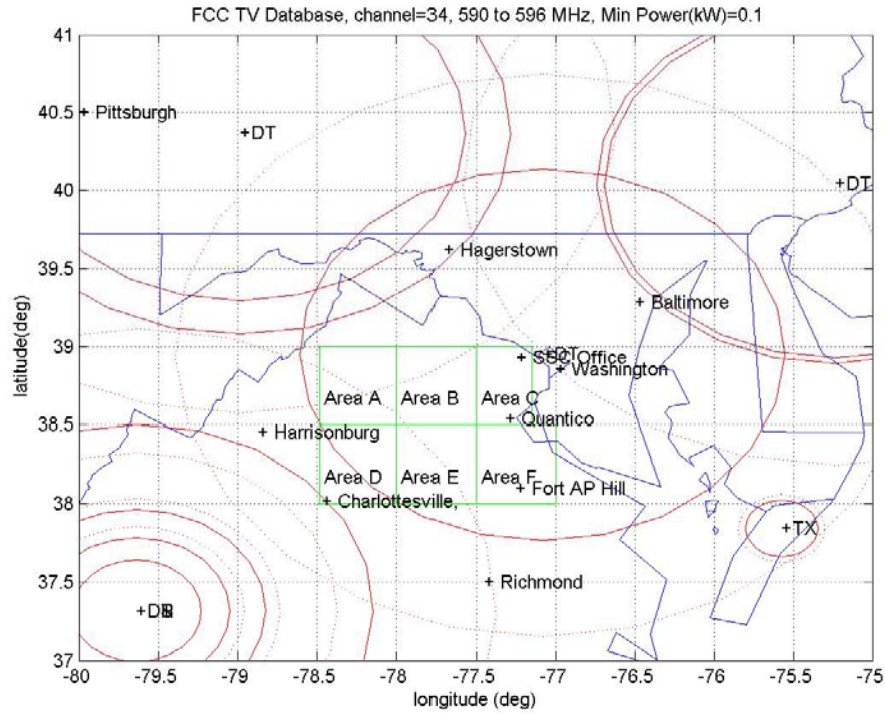 FCC TV Database, channel=34, 590 to 596 MHz, Min Power(kW)=0.1
41
40.5
40
39.5
39
38.5
38
37.5
37
latitude(deg)
Pittsburgh
DT
DT
Hagerstown
Baltimore
DT
SSC Office
Washington
Area A
Area B
Area C
Quantico
Harrisonburg
Area D
Area E
Area F
Fort AP Hill
Charlottesville,
TX
Richmond
-80
-79.5
-79
-78.5
-78
-77.5
-77
-76.5
-76
-75.5
-75
longitude (deg)